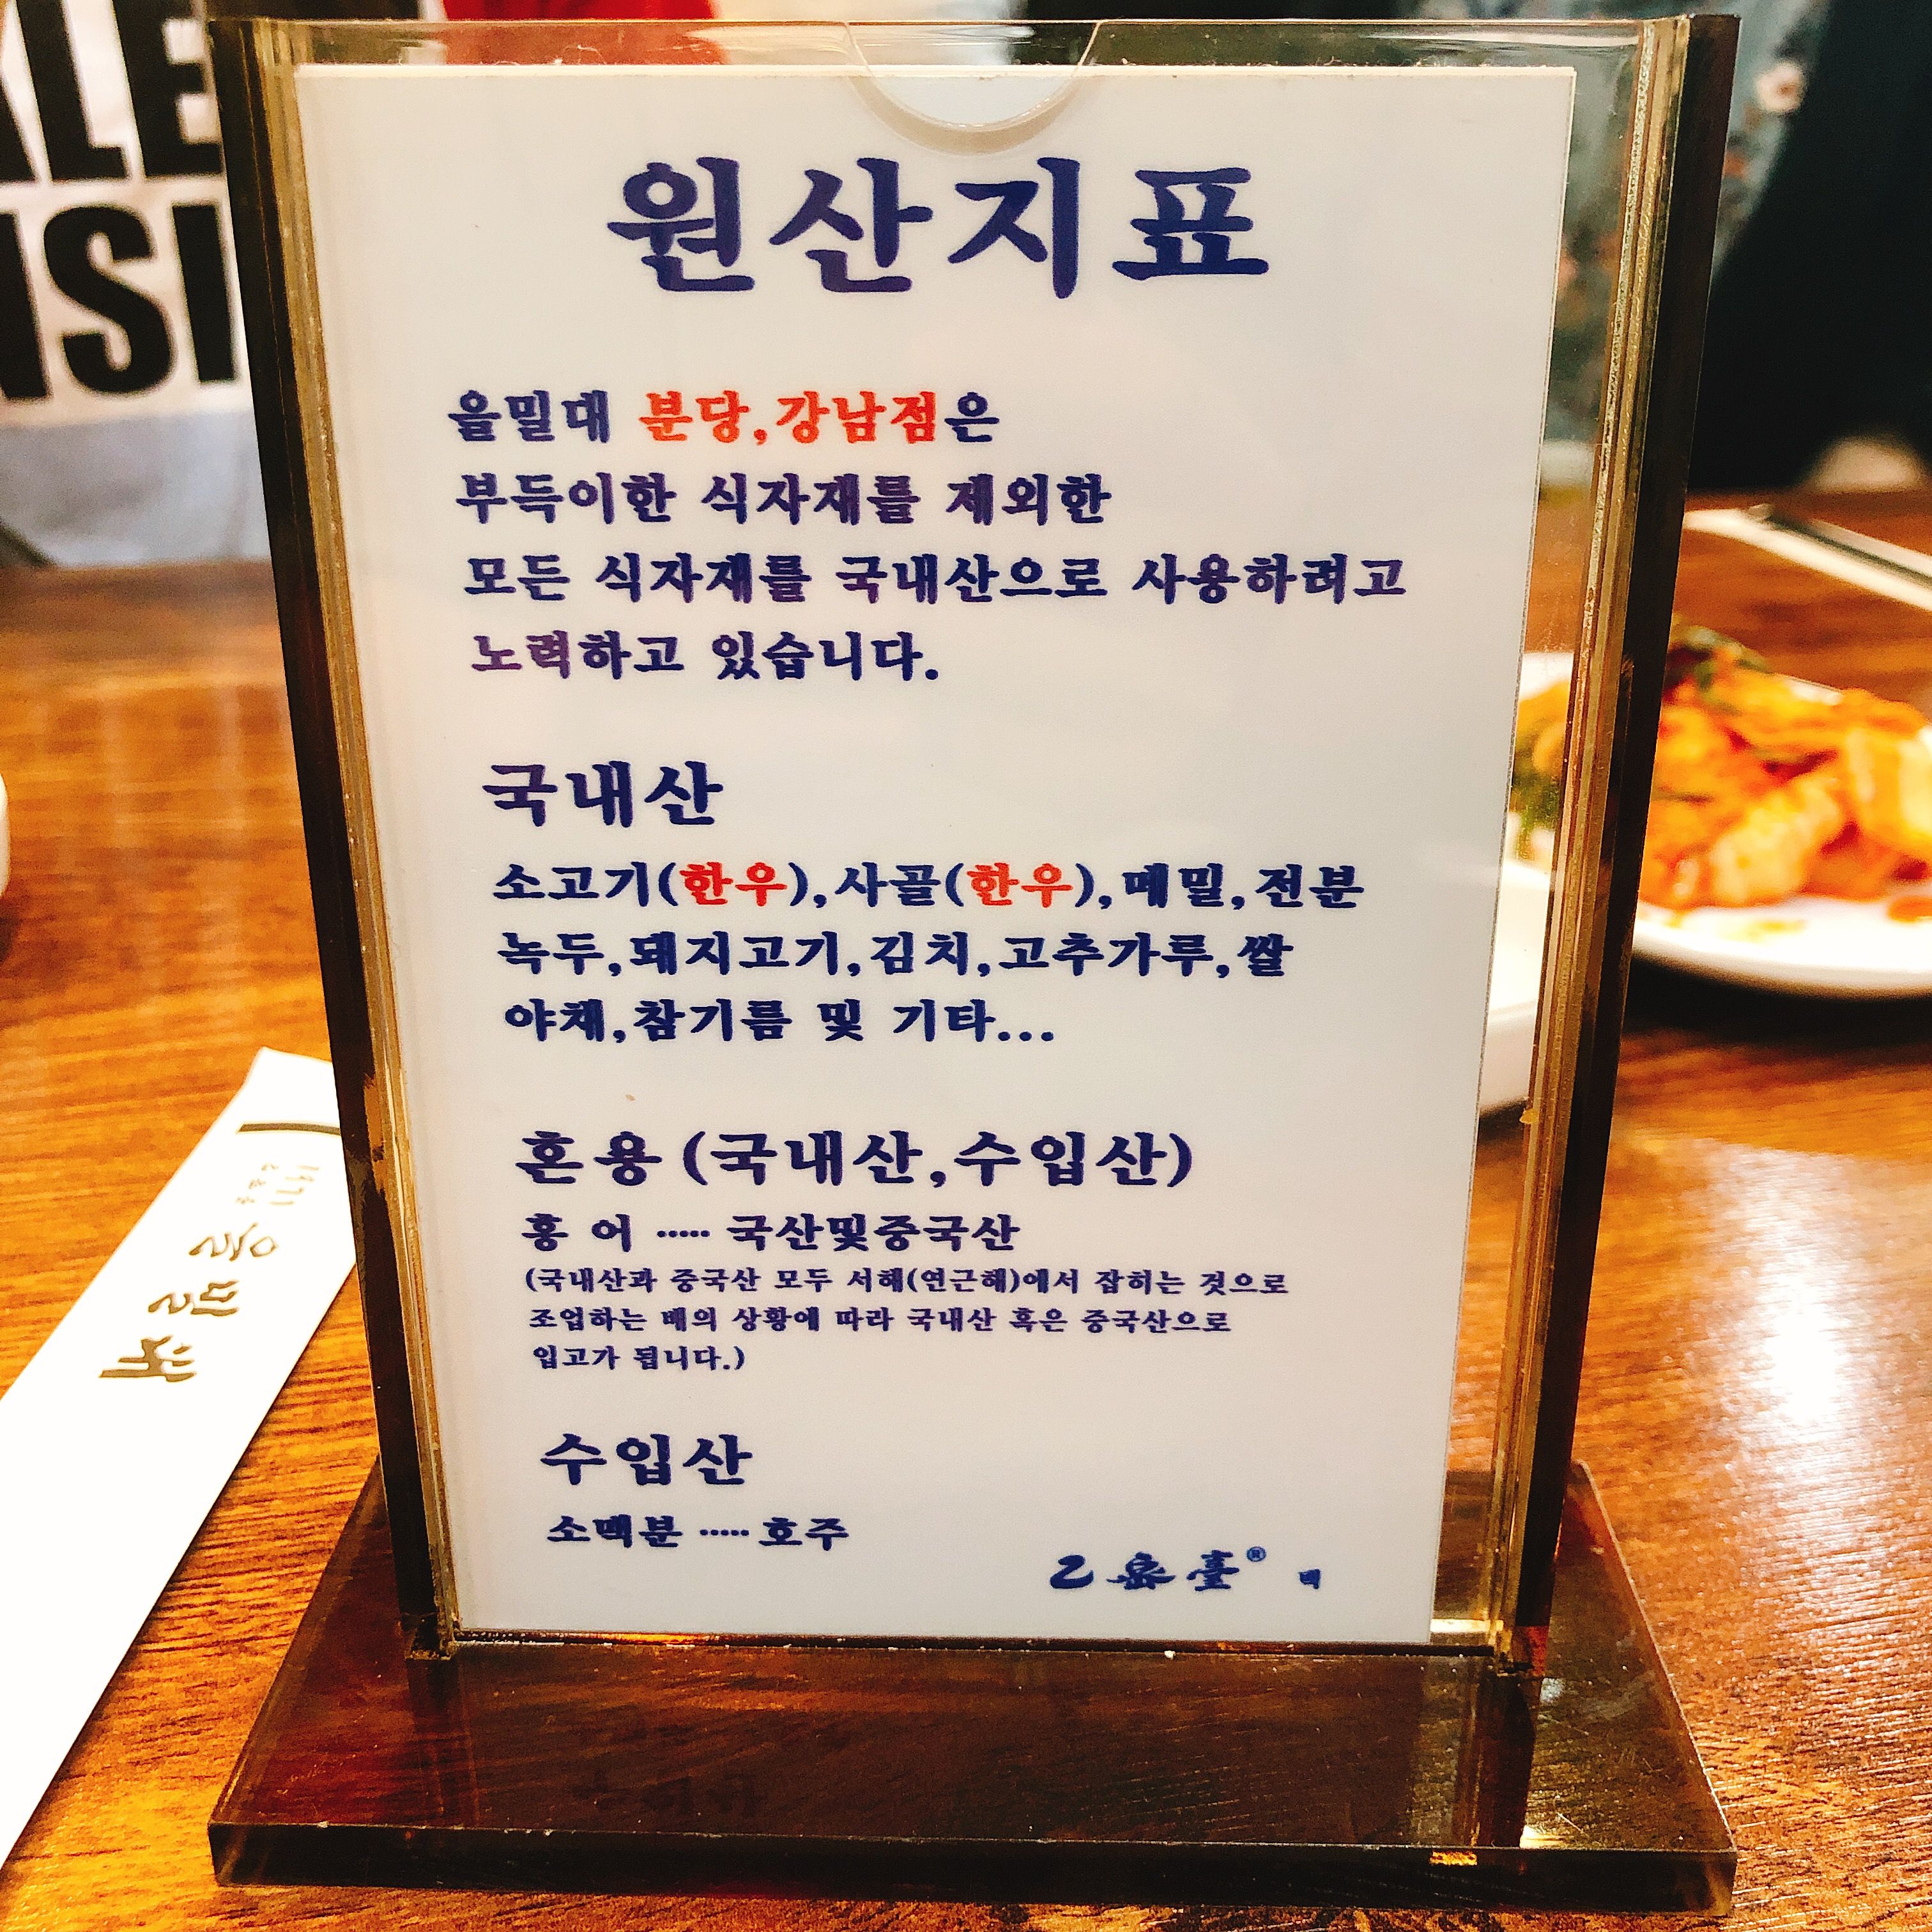 ALE
NSI
원산지표
을밀대 분당,강남점은
부득이한 식자재를 제외한
모든 식자재를 국내산으로 사용하려고
노력하고 있습니다.
국내산
소고기(한우),사골(한우),메밀,전분
녹두,돼지고기,김치,고추가루,쌀
야채,참기름 및 기타...
혼용(국내산,수입산)
홍 어 ····· 국산및중국산
(국내산과 중국산 모두 서해(연근해)에서 잡히는 것으로
조업하는 배의 상황에 따라 국내산 혹은 중국산으로
입고가 됩니다.)
수입산
소맥분 ····· 호주
乙密臺®
을밀대